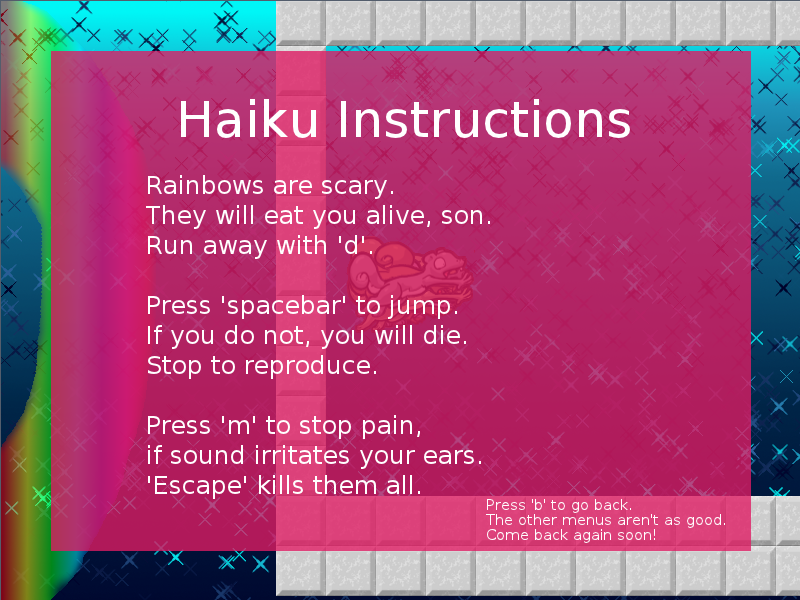 Haiku Instructions
Rainbows are scary.
They will eat you alive, son.
Run away with 'd'.
Press 'spacebar' to jump.
If you do not, you will die.
Stop to reproduce.
Press 'm' to stop pain,
if sound irritates your ears.
'Escape' kills them all.
Press 'b' to go back.
The other menus aren't as good.
Come back again soon!